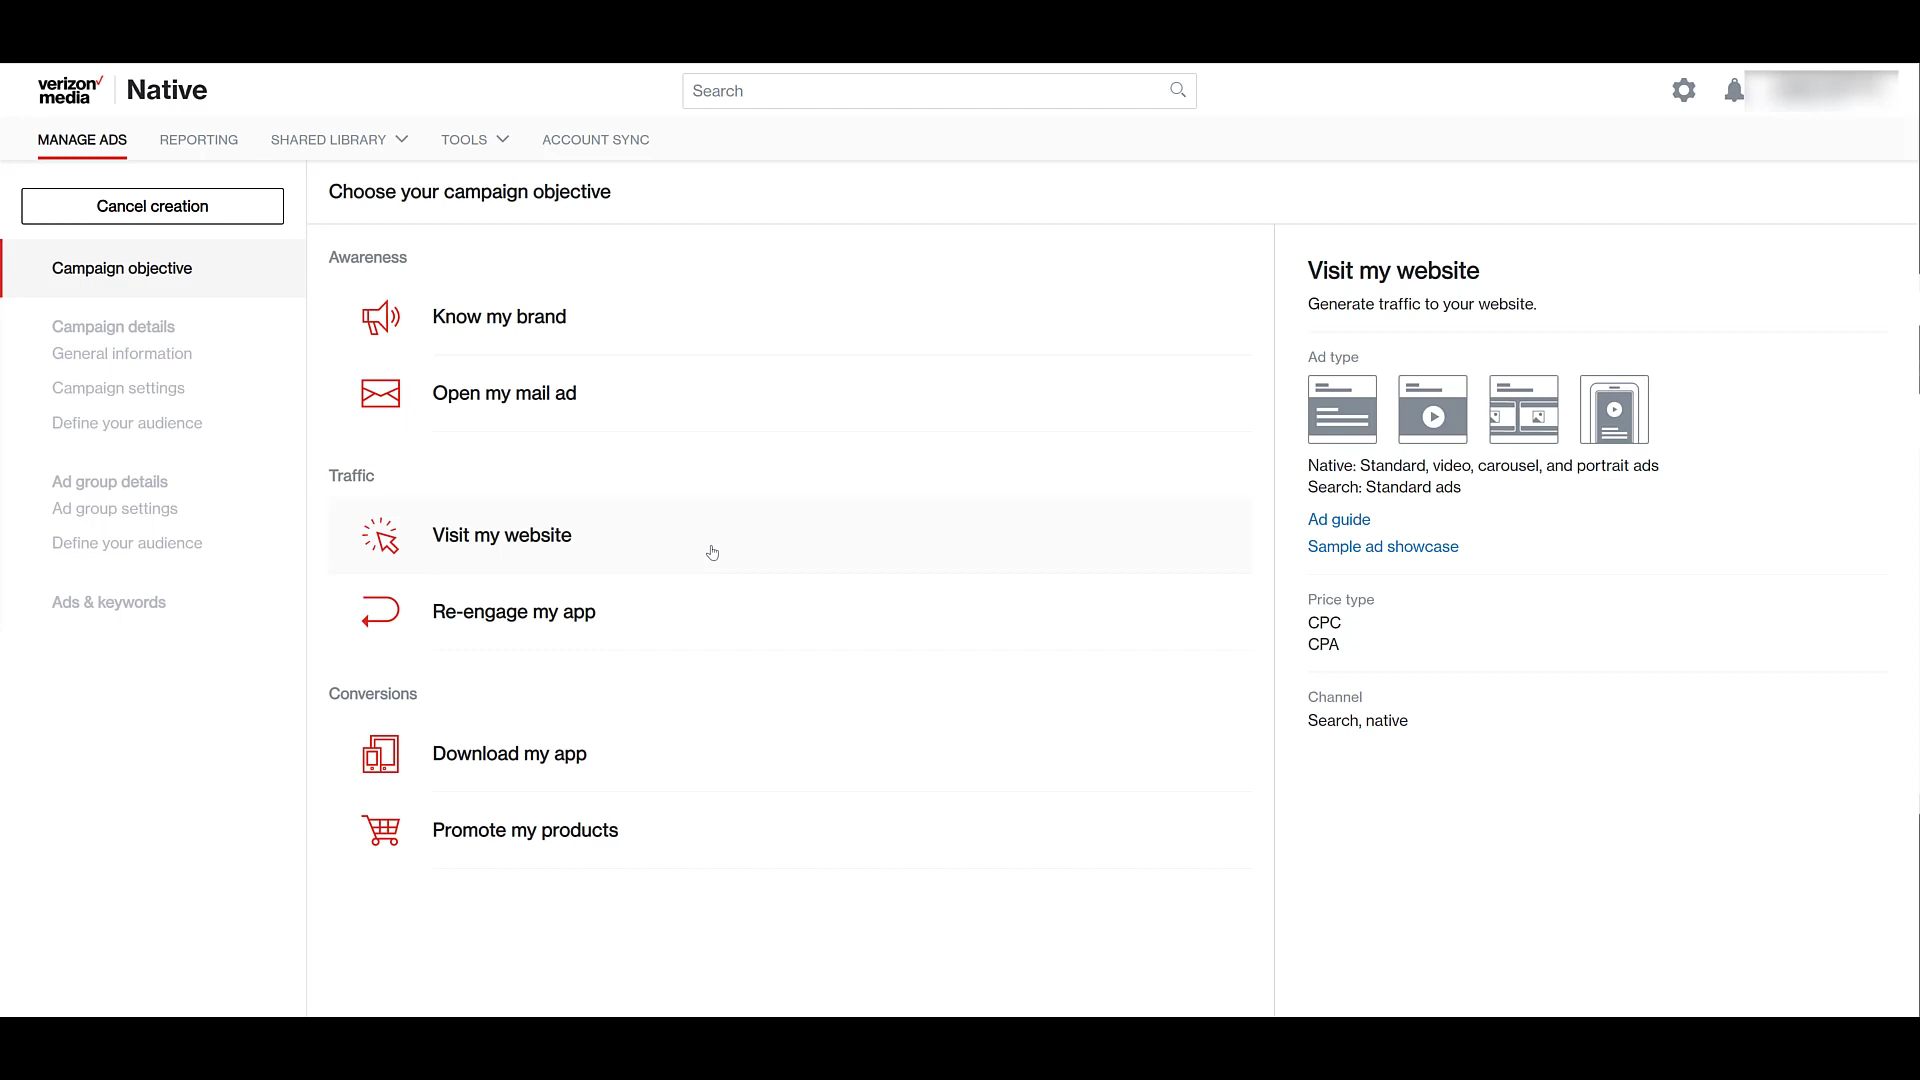 verizon
media
Native
Search
MANAGE ADS
REPORTING
SHARED LIBRARY
TOOLS
ACCOUNT SYNC
Cancel creation
Campaign objective
Campaign details
General information
Campaign settings
Define your audience
Ad group details
Ad group settings
Define your audience
Ads & keywords
Choose your campaign objective
Awareness
Know my brand
Open my mail ad
Traffic
Visit my website
Re-engage my app
Conversions
Download my app
Promote my products
Visit my website
Generate traffic to your website.
Ad type
Native: Standard, video, carousel, and portrait ads
Search: Standard ads
Ad guide
Sample ad showcase
Price type
CPC
CPA
Channel
Search, native